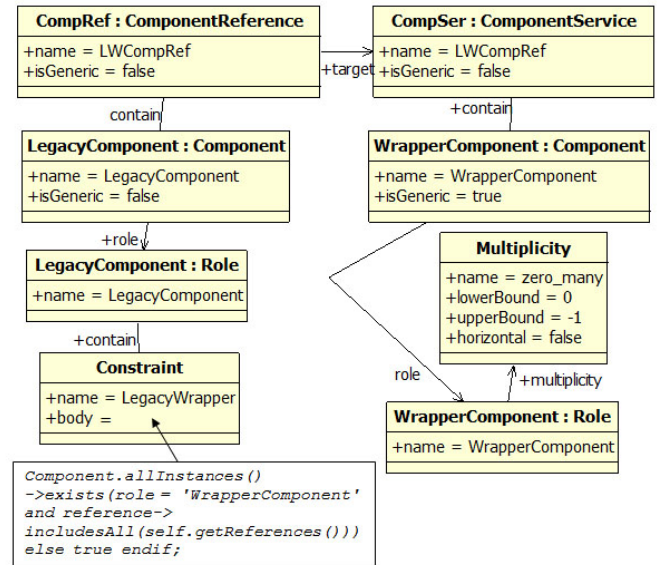 CompRef : ComponentReference
+name = LWCompRef
+isGeneric = false
+target
CompSer : ComponentService
+name = LWCompRef
+isGeneric = false
contain
+contain
LegacyComponent : Component
+name = LegacyComponent
+isGeneric = false
WrapperComponent : Component
+name = WrapperComponent
+isGeneric = true
+role
LegacyComponent : Role
+name = LegacyComponent
Multiplicity
+name = zero_many
+lowerBound = 0
+upperBound = -1
+horizontal = false
+contain
Constraint
+name = LegacyWrapper
+body =
role
+multiplicity
WrapperComponent : Role
+name = WrapperComponent
Component.allInstances()
->exists(role = 'WrapperComponent'
and reference->
includesAll(self.getReferences()))
else true endif;